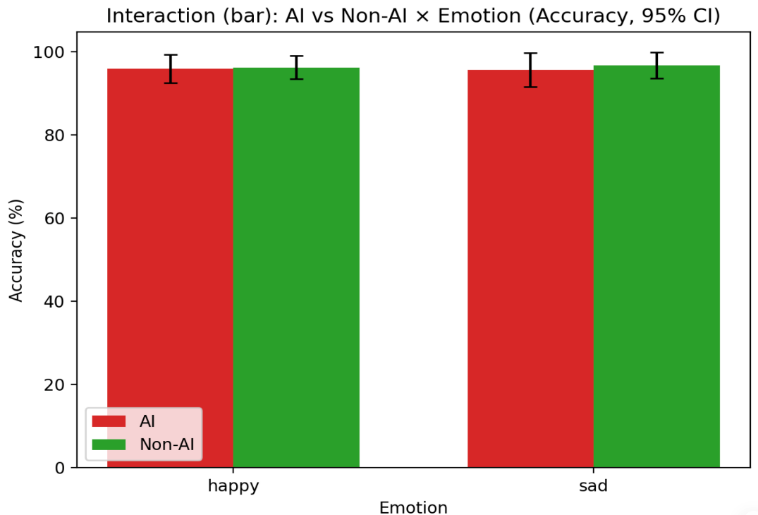 Interaction (bar): AI vs Non-AI × Emotion (Accuracy, 95% CI)
100
80
60
40
20
0
Accuracy (%)
AI
Non-AI
happy
sad
Emotion